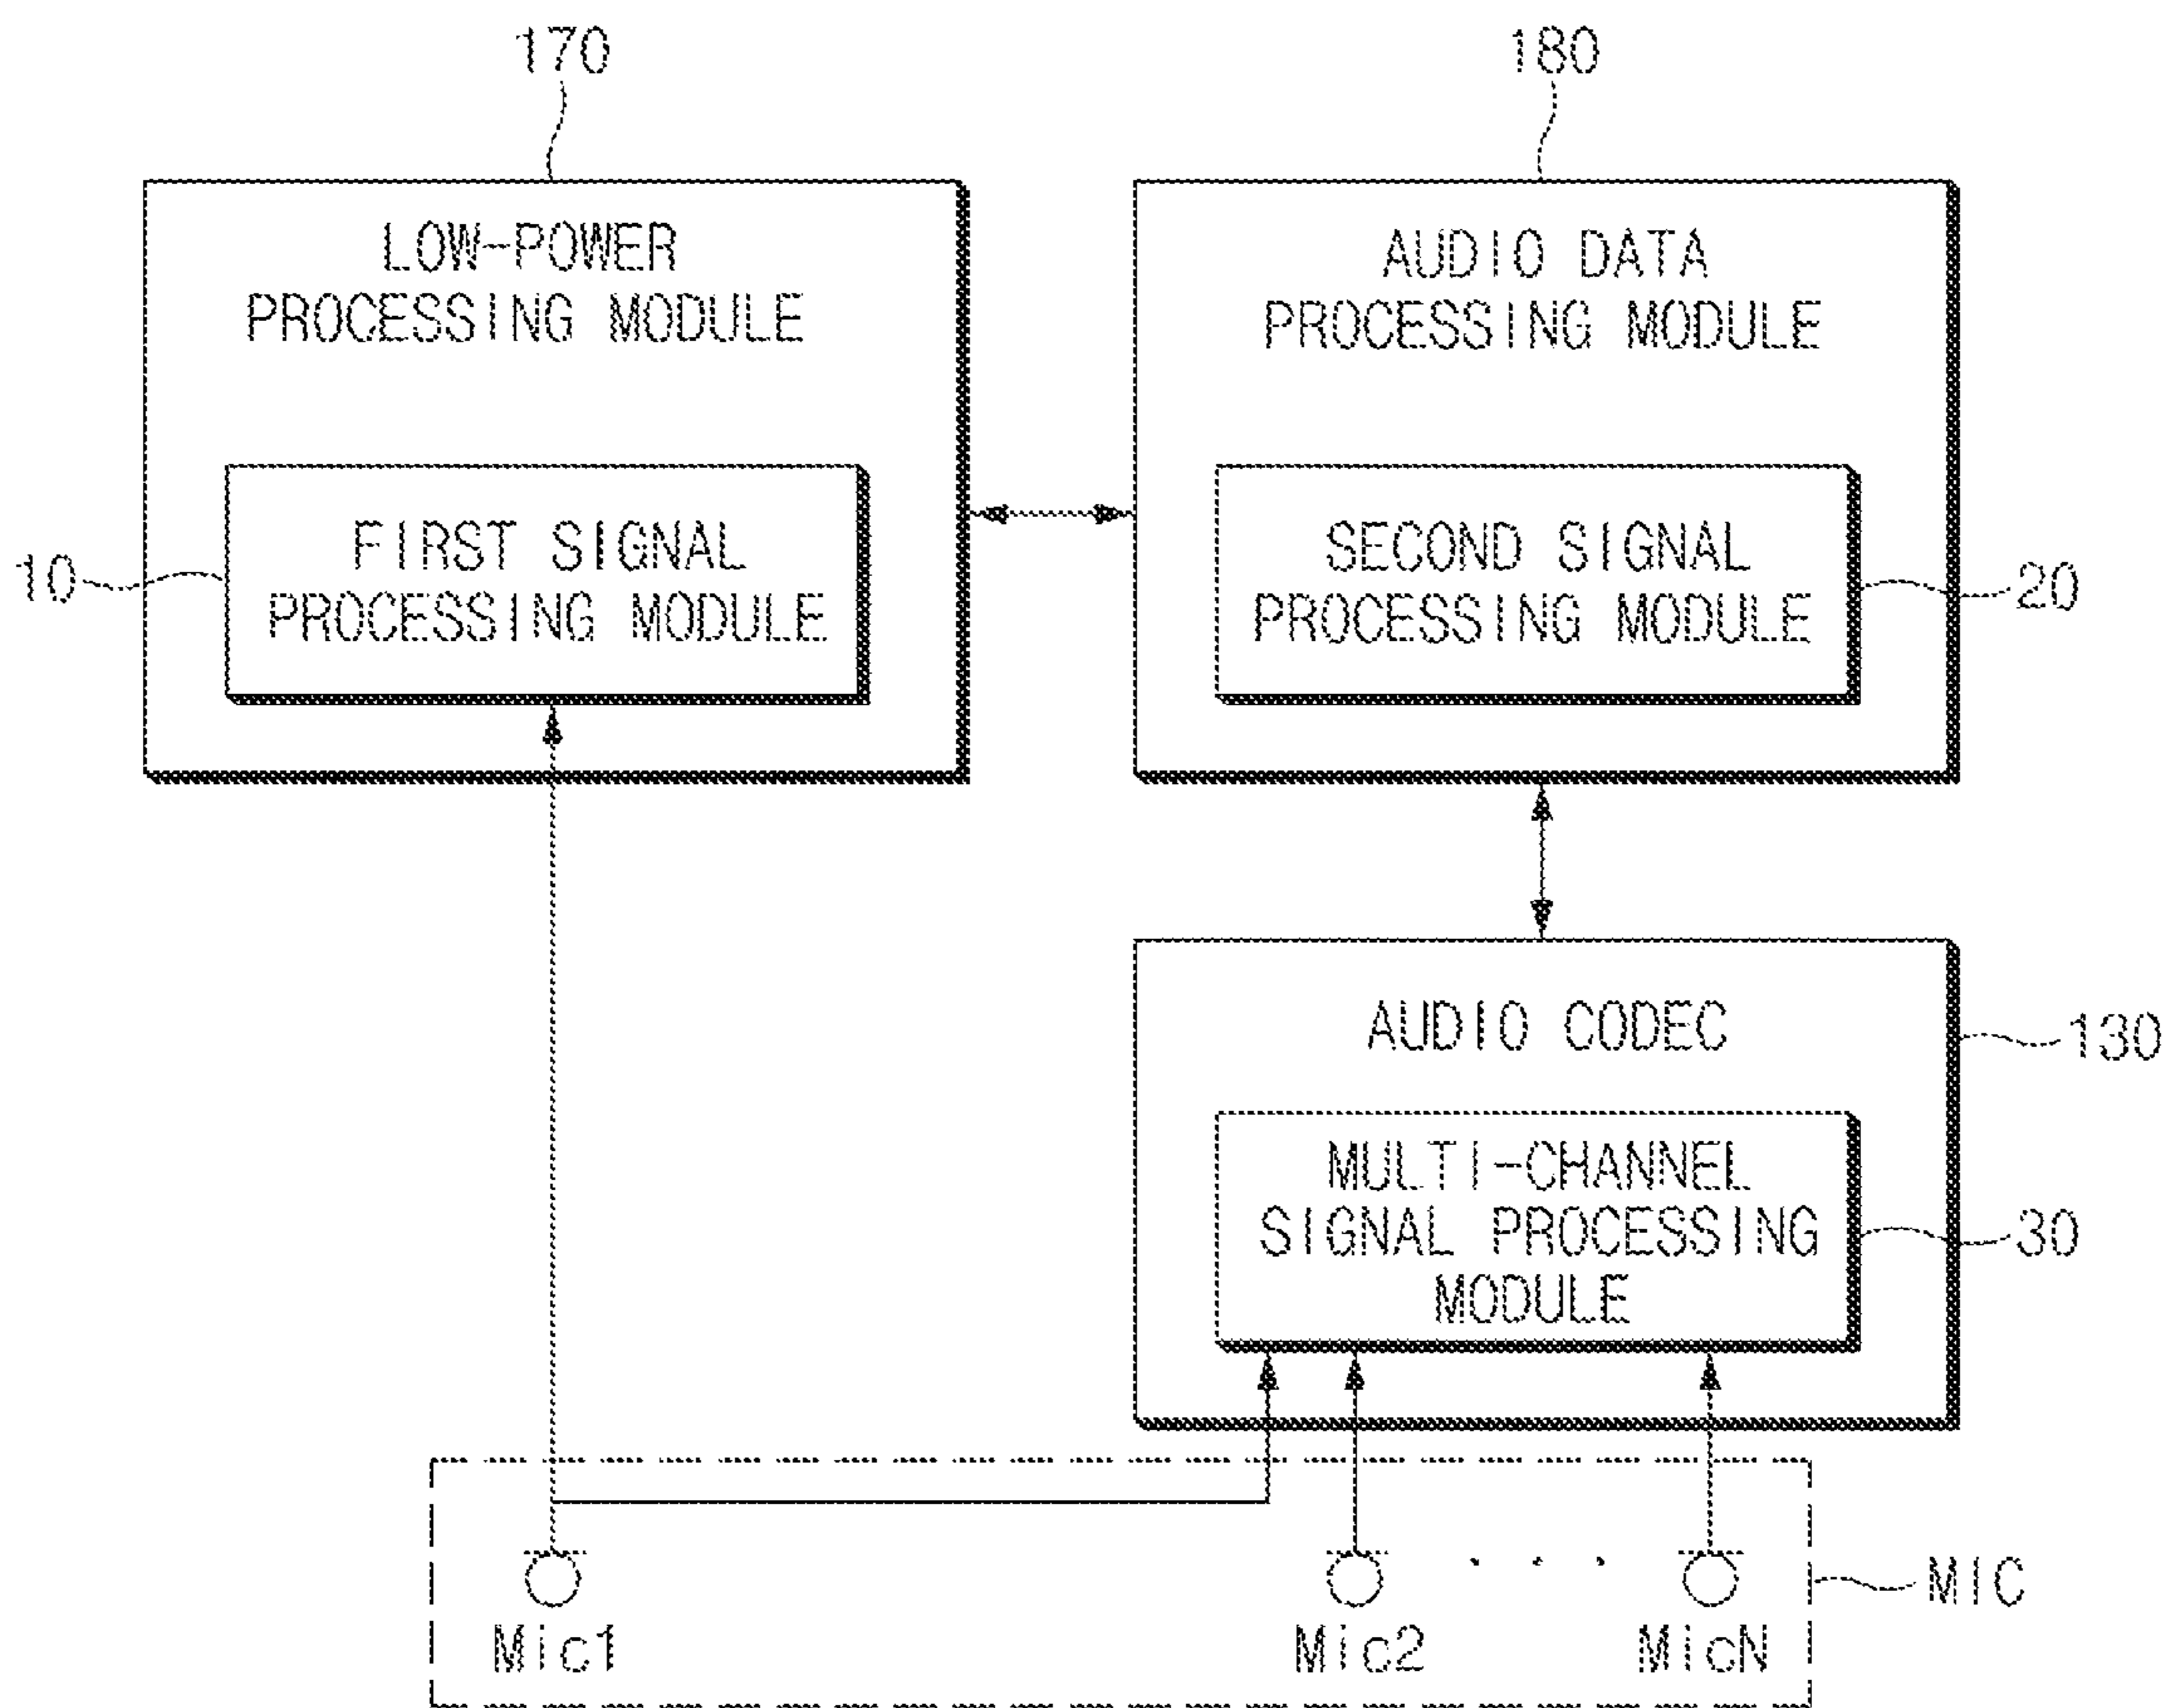 170
180
LOW-POWER
PROCESSING MODULE
AUDIO DATA
PROCESSING MODULE
10
FIRST SIGNAL
PROCESSING MODULE
SECOND SIGNAL
PROCESSING MODULE
20
AUDIO CODEC
130
MULTI-CHANNEL
SIGNAL PROCESSING
MODULE
30
MIC
Mic1
Mic2
MicN